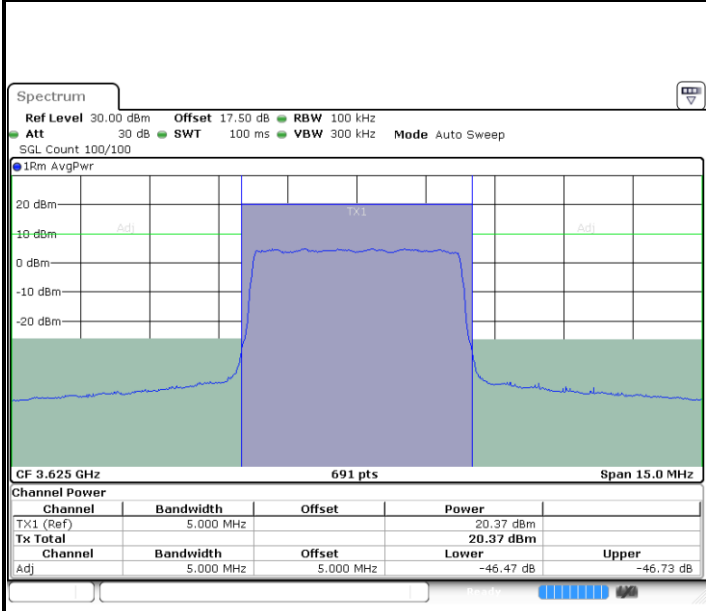 Spectrum
Ref Level 30.00 dBm Offset 17.50 dB RBW 100 kHz
Att 30 dB SWT 100 ms VBW 300 kHz Mode Auto Sweep
SGL Count 100/100
1Rm AvgPwr
20 dBm
TX1
Adj
Adj
10 dBm
0 dBm
-10 dBm
-20 dBm
CF 3.625 GHz 691 pts Span 15.0 MHz
Channel Power
Channel Bandwidth Offset Power
TX1 (Ref) 5.000 MHz 20.37 dBm
Tx Total 20.37 dBm
Channel Bandwidth Offset Lower Upper
Adj 5.000 MHz 5.000 MHz -46.47 dB -46.73 dB
Ready